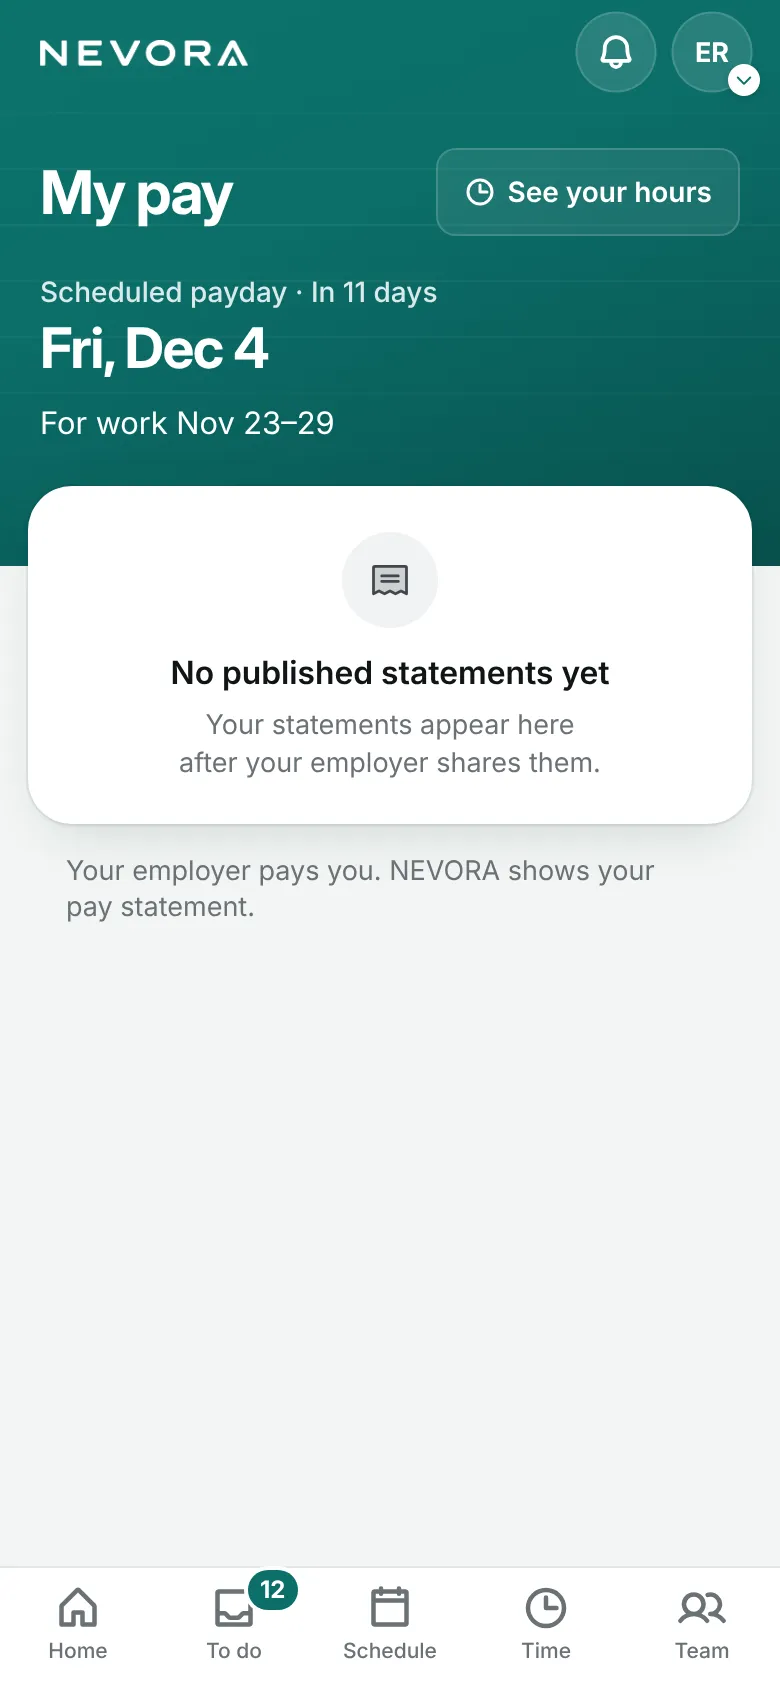 NEVORA
ER
My pay
See your hours
Scheduled payday · In 11 days
Fri, Dec 4
For work Nov 23–29
No published statements yet
Your statements appear here
after your employer shares them.
Your employer pays you. NEVORA shows your
pay statement.
12
Home
To do
Schedule
Time
Team